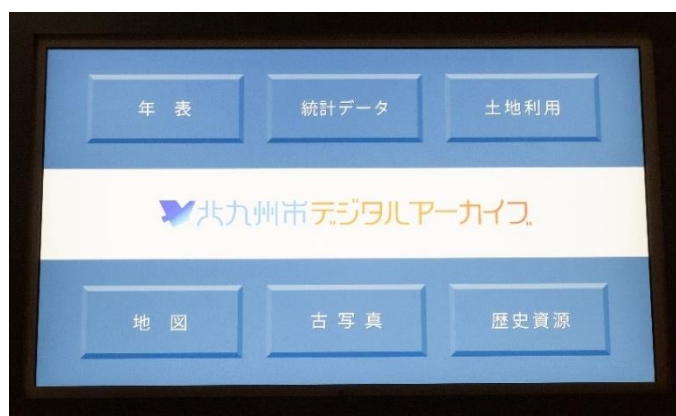 年表 統計データ 土地利用
北九州市デジタルアーカイブ
地図 古写真 歴史資源